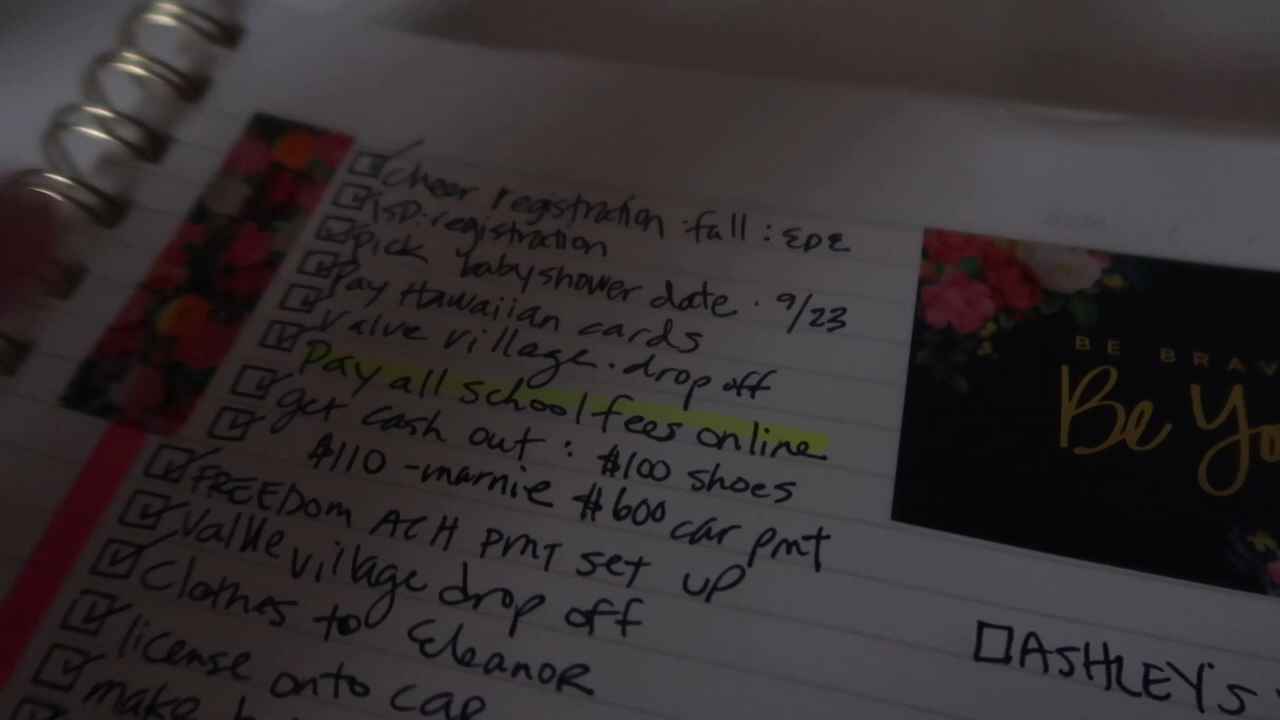 Cheer registration fall : EDE
ISD: registration
Pick babyshower date . 9/23
Pay Hawaiian cards
Value village . drop off
Pay all school fees online
get cash out : $100 shoes
$110 - marnie $600 car pmt
FREEDOM ACH PMT SET UP
Value village drop off
Clothes to EleanoR
license onto car
make
BE BRAV
Be Yo
ASHLEY's